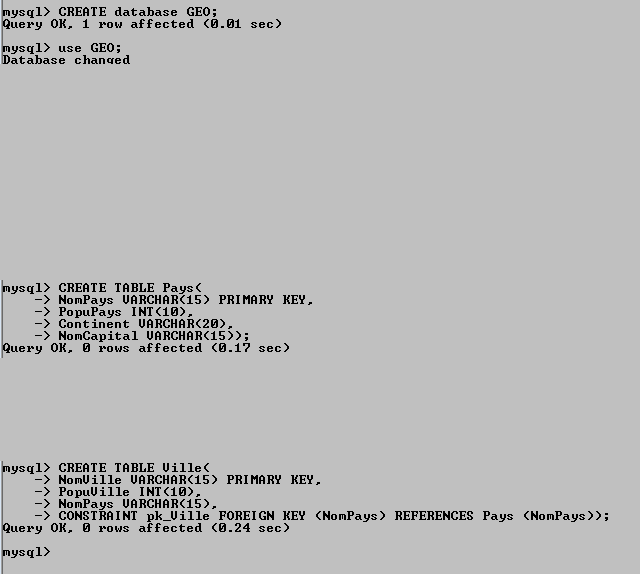 mysql> CREATE database GEO;
Query OK, 1 row affected (0.01 sec)
mysql> use GEO;
Database changed
mysql> CREATE TABLE Pays(
    -> NomPays VARCHAR(15) PRIMARY KEY,
    -> PopuPays INT(10),
    -> Continent VARCHAR(20),
    -> NomCapital VARCHAR(15));
Query OK, 0 rows affected (0.17 sec)
mysql> CREATE TABLE Ville(
    -> NomVille VARCHAR(15) PRIMARY KEY,
    -> PopuVille INT(10),
    -> NomPays VARCHAR(15),
    -> CONSTRAINT pk_Ville FOREIGN KEY (NomPays) REFERENCES Pays (NomPays));
Query OK, 0 rows affected (0.24 sec)
mysql>